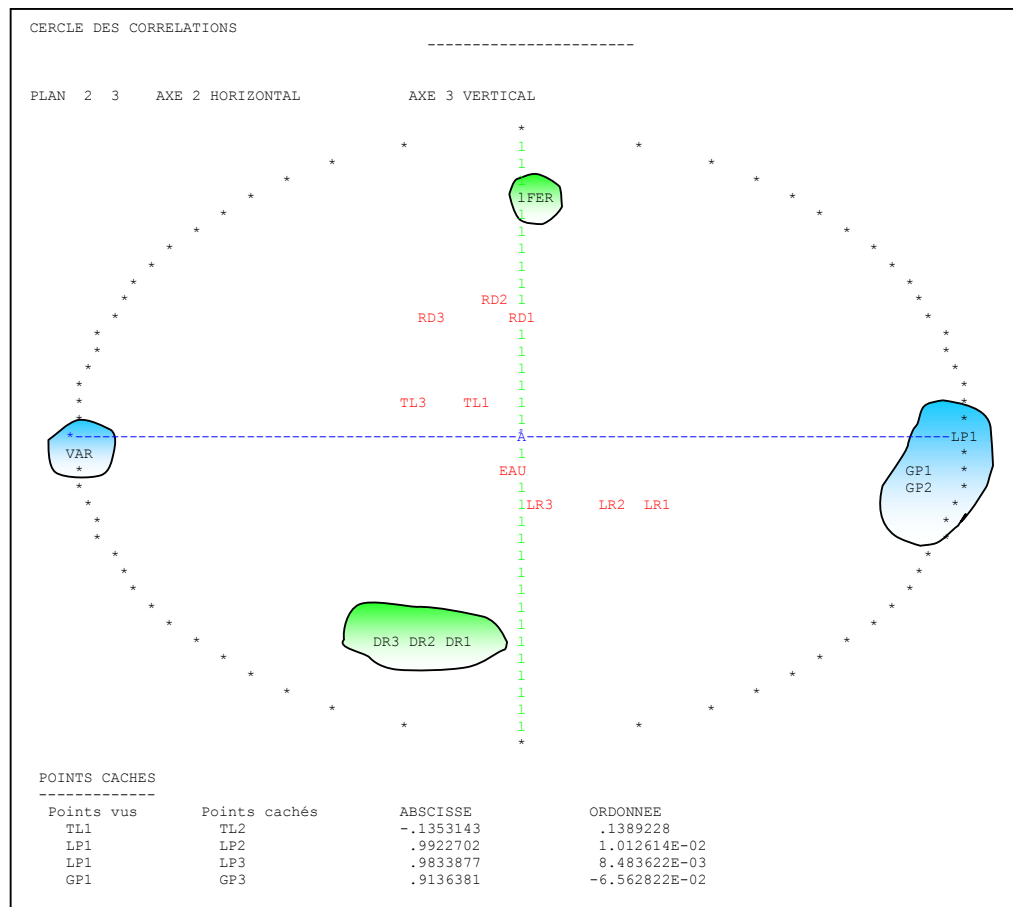 CERCLE DES CORRELATIONS
-----------------------
PLAN 2 3 AXE 2 HORIZONTAL AXE 3 VERTICAL
lFER
RD2
RD3 RD1
TL3 TL1
LP1
VAR
EAU
GP1
GP2
LR3 LR2 LR1
DR3 DR2 DR1
POINTS CACHES
-------------
Points vus Points cachés ABSCISSE ORDONNEE
TL1 TL2 -.1353143 .1389228
LP1 LP2 .9922702 1.012614E-02
LP1 LP3 .9833877 8.483622E-03
GP1 GP3 .9136381 -6.562822E-02